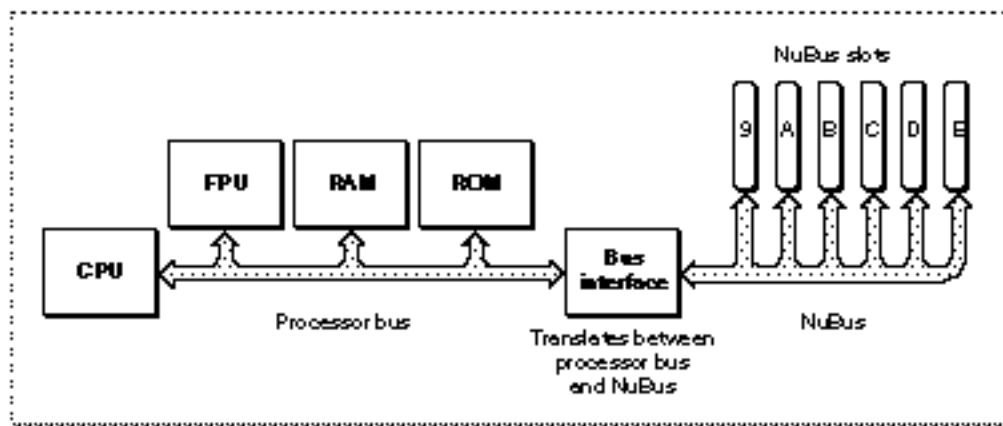 NuBus slots
9 A B C D E
FPU RAM ROM
CPU
Bus
interface
Processor bus
NuBus
Translates between
processor bus
and NuBus